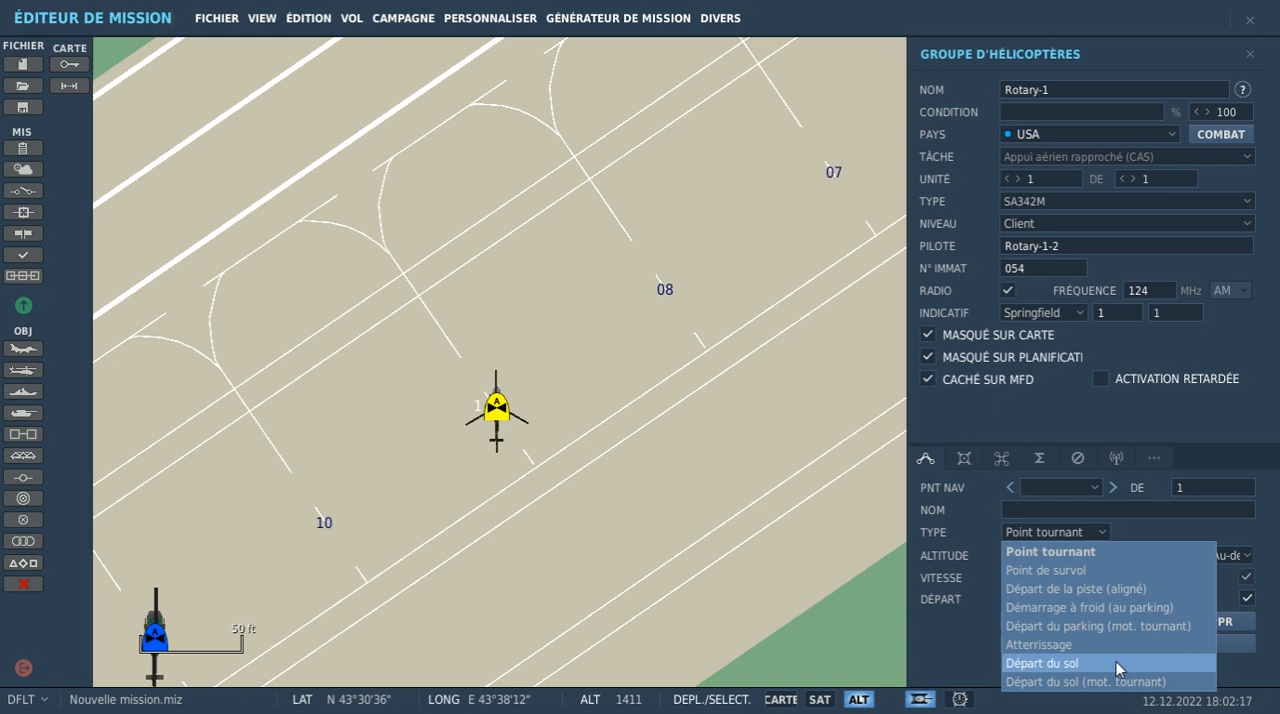 ÉDITEUR DE MISSION
FICHIER VIEW ÉDITION VOL CAMPAGNE PERSONNALISER GÉNÉRATEUR DE MISSION DIVERS
FICHIER CARTE
MIS
OBJ
07
08
1
A
10
A
50 ft
GROUPE D'HÉLICOPTÈRES
NOM Rotary-1 ?
CONDITION % < > 100
PAYS USA COMBAT
TÂCHE Appui aérien rapproché (CAS)
UNITÉ < > 1 DE < > 1
TYPE SA342M
NIVEAU Client
PILOTE Rotary-1-2
N° IMMAT 054
RADIO FRÉQUENCE 124 MHz AM
INDICATIF Springfield 1 1
MASQUÉ SUR CARTE
MASQUÉ SUR PLANIFICATI
CACHÉ SUR MFD ACTIVATION RETARDÉE
PNT NAV < > DE 1
NOM
TYPE Point tournant
Point tournant
ALTITUDE Au-de
Point de survol
VITESSE
Départ de la piste (aligné)
DÉPART
Démarrage à froid (au parking)
Départ du parking (mot. tournant) PR
Atterrissage
Départ du sol
Départ du sol (mot. tournant)
DFLT Nouvelle mission.miz LAT N 43°30'36" LONG E 43°38'12" ALT 1411 DEPL./SELECT. CARTE SAT ALT 12.12.2022 18:02:17